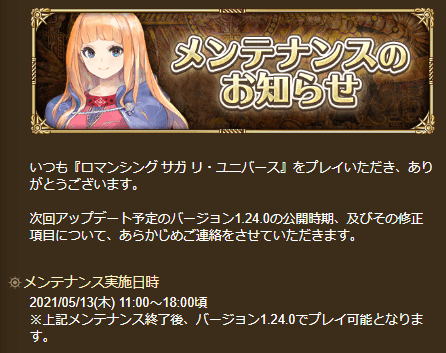 メンテナンスの
お知らせ
いつも『ロマンシング サガ リ・ユニバース』をプレイいただき、あり
がとうございます。
次回アップデート予定のバージョン1.24.0の公開時期、及びその修正
項目について、あらかじめご連絡をさせていただきます。
メンテナンス実施日時
2021/05/13(木) 11:00～18:00頃
※上記メンテナンス終了後、バージョン1.24.0でプレイ可能となりま
す。